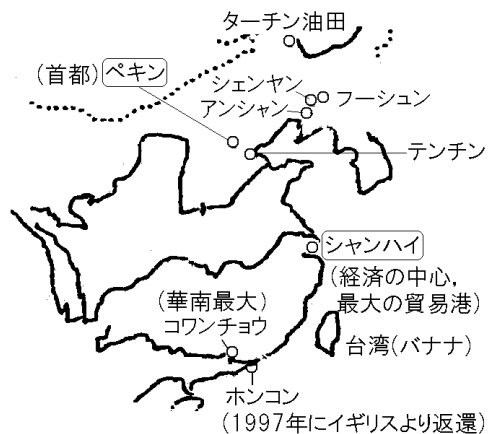 ターチン油田
(首都)ペキン
シェンヤン
フーシュン
アンシャン
テンチン
シャンハイ
(経済の中心,
最大の貿易港)
(華南最大)
コワンチョウ
台湾(バナナ)
ホンコン
(1997年にイギリスより返還)